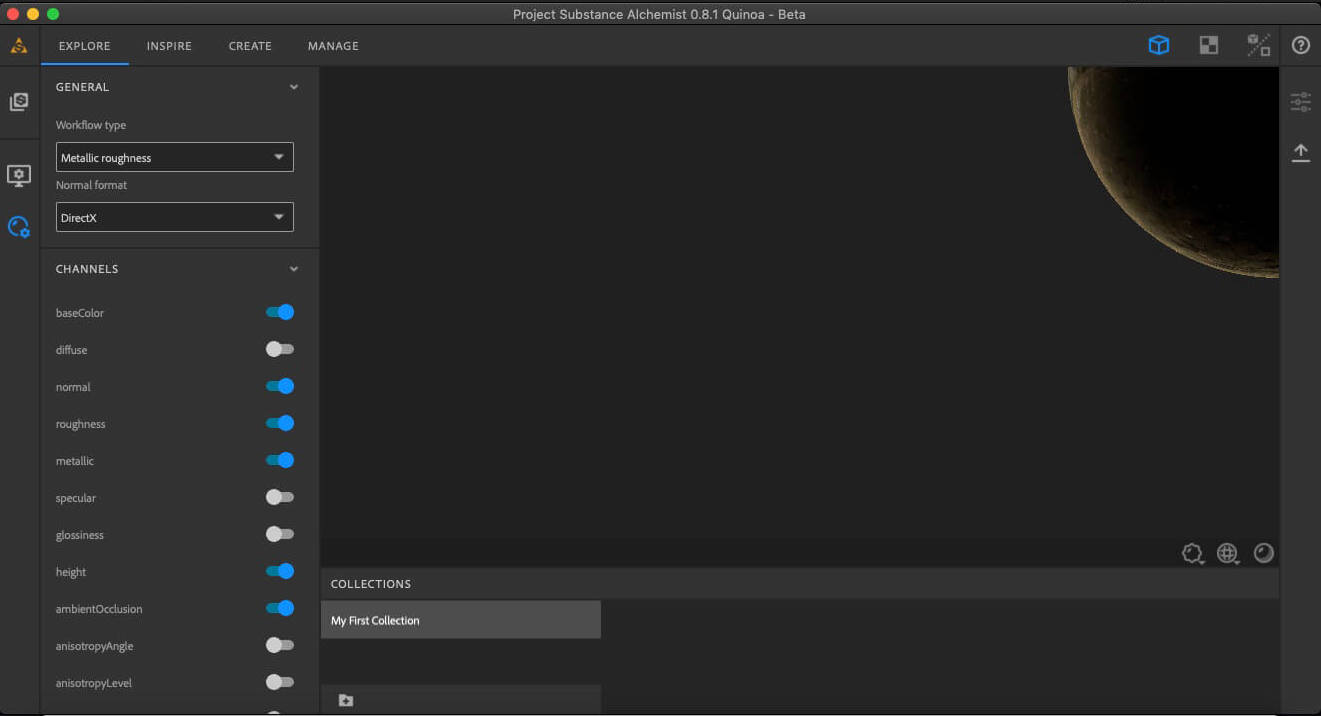 Project Substance Alchemist 0.8.1 Quinoa - Beta
EXPLORE INSPIRE CREATE MANAGE
GENERAL
Workflow type
Metallic roughness
Normal format
DirectX
CHANNELS
baseColor
diffuse
normal
roughness
metallic
specular
glossiness
height
ambientOcclusion
anisotropyAngle
anisotropyLevel
COLLECTIONS
My First Collection